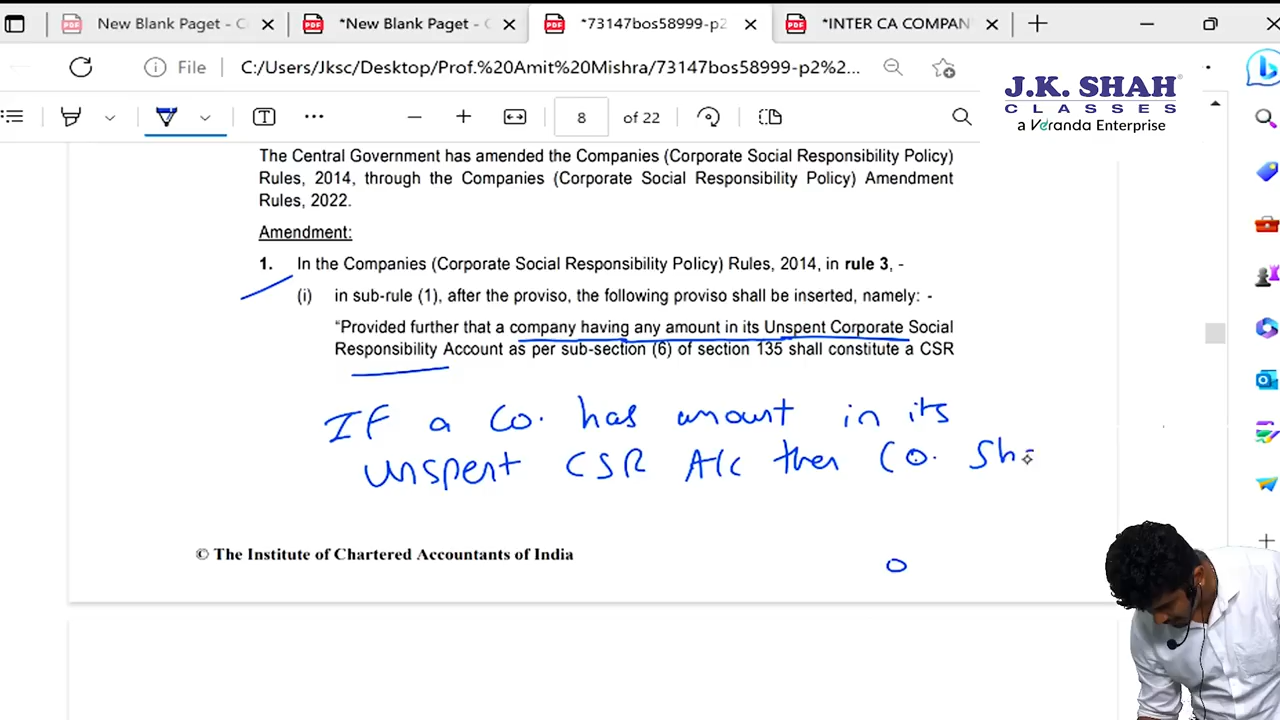 New Blank Paget - C
*New Blank Paget - C
*73147bos58999-p2
*INTER CA COMPAN
File
C:/Users/Jksc/Desktop/Prof.%20Amit%20Mishra/73147bos58999-p2%2...
J.K. SHAH
CLASSES
a Veranda Enterprise
8 of 22
The Central Government has amended the Companies (Corporate Social Responsibility Policy)
Rules, 2014, through the Companies (Corporate Social Responsibility Policy) Amendment
Rules, 2022.
Amendment:
1. In the Companies (Corporate Social Responsibility Policy) Rules, 2014, in rule 3, -
(i) in sub-rule (1), after the proviso, the following proviso shall be inserted, namely: -
“Provided further that a company having any amount in its Unspent Corporate Social
Responsibility Account as per sub-section (6) of section 135 shall constitute a CSR
If a Co. has amount in its
unspent CSR A/C then Co. Sh
© The Institute of Chartered Accountants of India